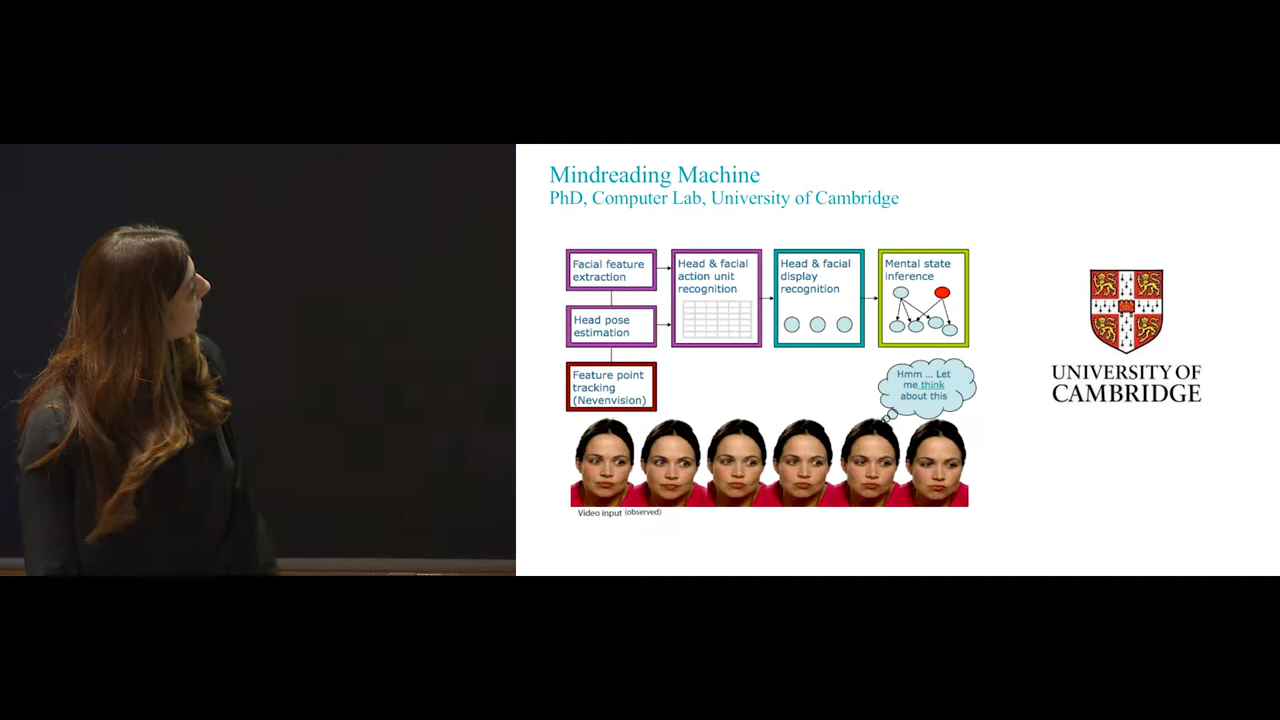 Mindreading Machine
PhD, Computer Lab, University of Cambridge
Facial feature
extraction
Head pose
estimation
Feature point
tracking
(Nevenvision)
Head & facial
action unit
recognition
Head & facial
display
recognition
Mental state
inference
Hmm ... Let
me think
about this
Video input (observed)
UNIVERSITY OF
CAMBRIDGE